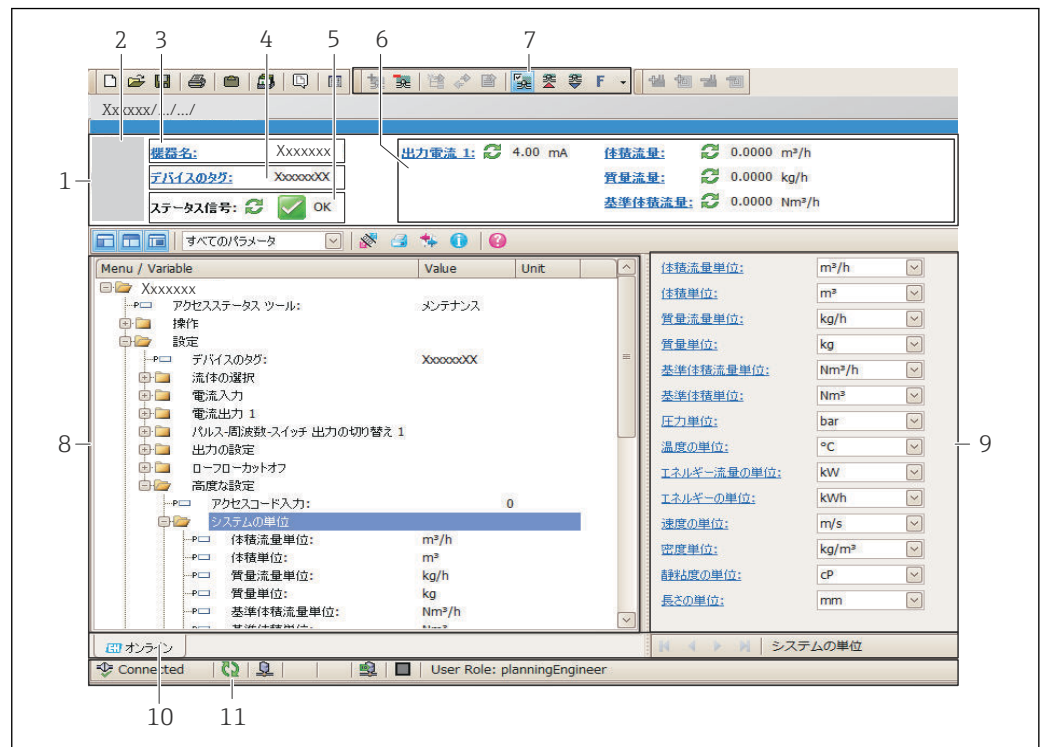 2 3 4 5 6 7
F
Xxxxxx/../../
1
機器名: Xxxxxxx
デバイスのタグ: XxxxxxXX
ステータス信号: OK
出力電流 1: 4.00 mA
体積流量: 0.0000 m³/h
質量流量: 0.0000 kg/h
基準体積流量: 0.0000 Nm³/h
すべてのパラメータ
8
Menu / Variable Value Unit
Xxxxxxx
アクセスステータス ツール: メンテナンス
操作
設定
デバイスのタグ: XxxxxxXX
流体の選択
電流入力
電流出力 1
パルス-周波数-スイッチ 出力の切り替え 1
出力の設定
ローフローカットオフ
高度な設定
アクセスコード入力: 0
システムの単位
体積流量単位: m³/h
体積単位: m³
質量流量単位: kg/h
質量単位: kg
基準体積流量単位: Nm³/h
基準体積単位: Nm³
体積流量単位: m³/h
体積単位: m³
質量流量単位: kg/h
質量単位: kg
基準体積流量単位: Nm³/h
基準体積単位: Nm³
圧力単位: bar
温度の単位: °C
エネルギー流量の単位: kW
エネルギーの単位: kWh
速度の単位: m/s
密度単位: kg/m³
静粘度の単位: cP
長さの単位: mm
9
オンライン
システムの単位
Connected User Role: planningEngineer
10 11